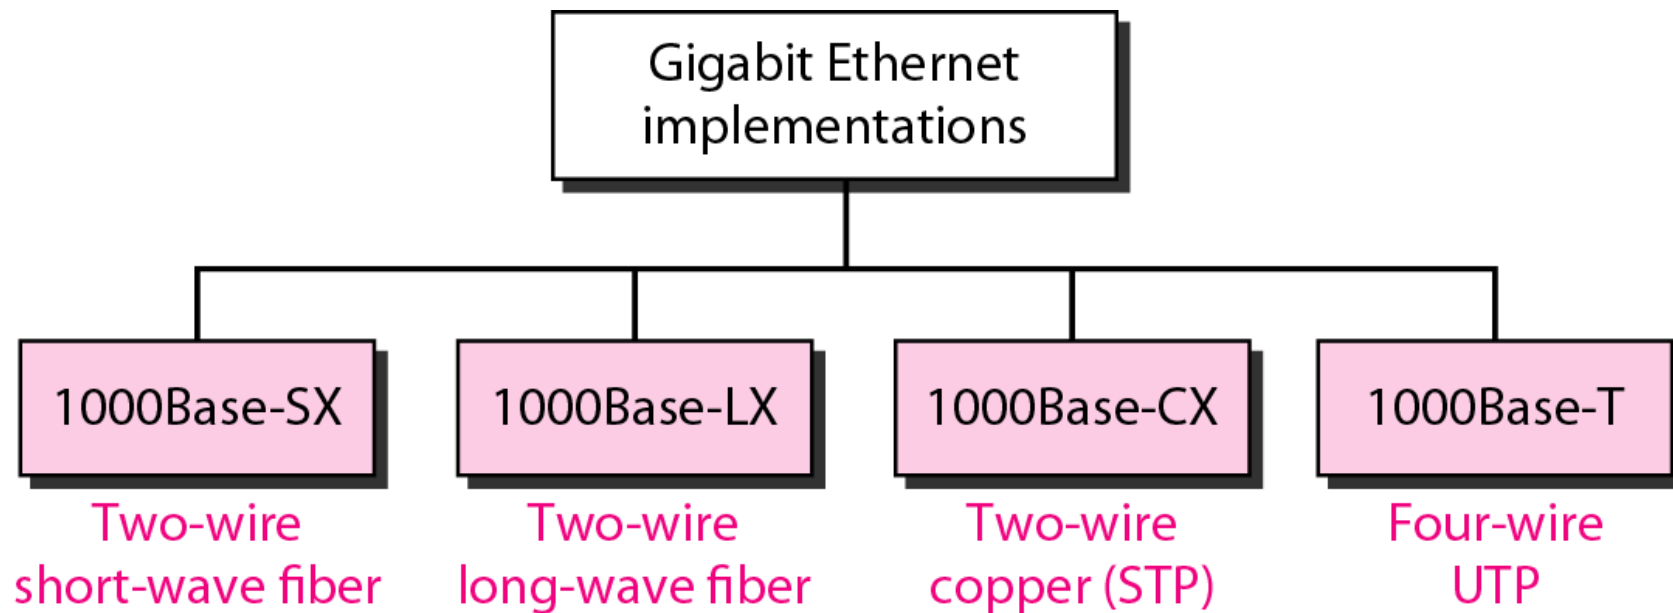 Gigabit Ethernet
implementations
1000Base-SX
1000Base-LX
1000Base-CX
1000Base-T
Two-wire
short-wave fiber
Two-wire
long-wave fiber
Two-wire
copper (STP)
Four-wire
UTP